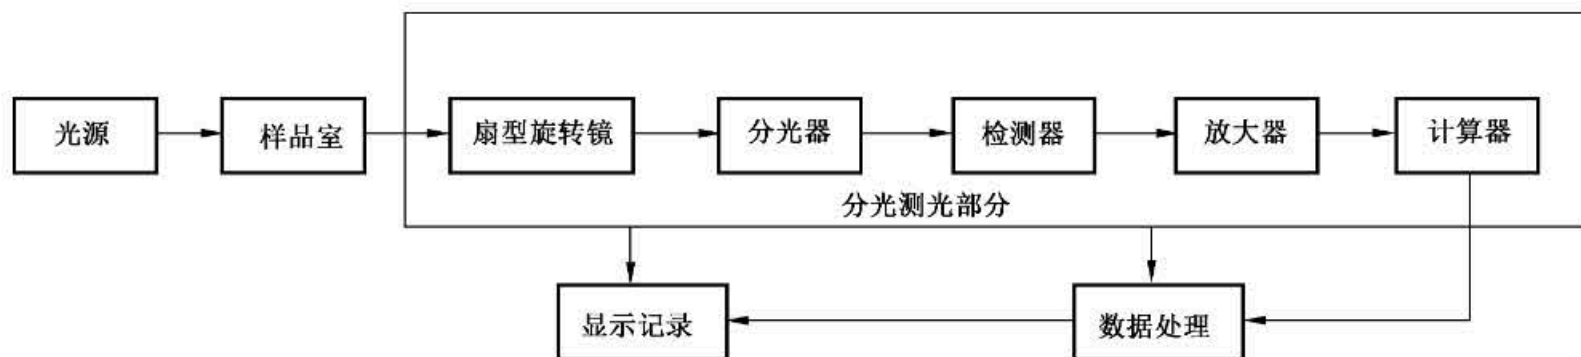 光源
样品室
扇型旋转镜
分光器
检测器
放大器
计算器
分光测光部分
显示记录
数据处理